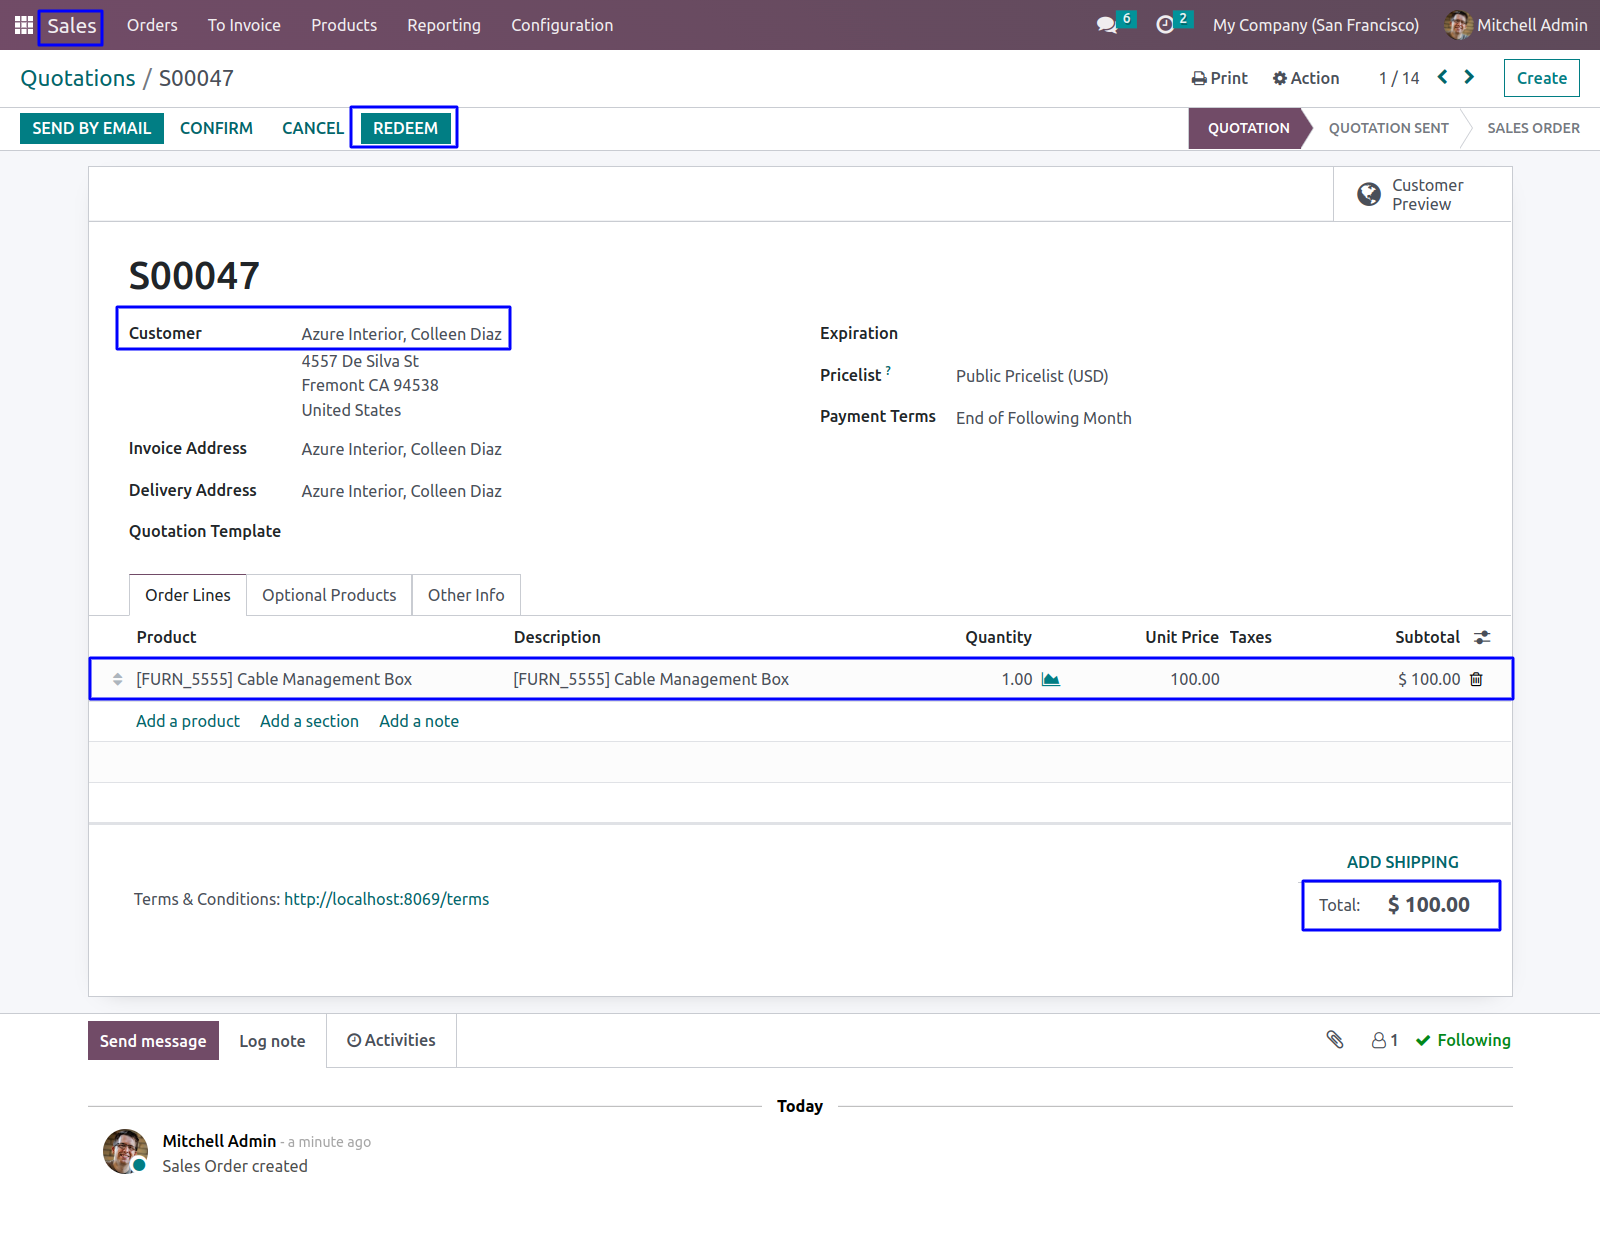 Sales Orders To Invoice Products Reporting Configuration 6 2 My Company (San Francisco) Mitchell Admin
Quotations / S00047 Print Action 1 / 14 Create
SEND BY EMAIL CONFIRM CANCEL REDEEM QUOTATION QUOTATION SENT SALES ORDER
Customer
Preview
S00047
Customer Azure Interior, Colleen Diaz Expiration
4557 De Silva St
Fremont CA 94538 Pricelist ? Public Pricelist (USD)
United States Payment Terms End of Following Month
Invoice Address Azure Interior, Colleen Diaz
Delivery Address Azure Interior, Colleen Diaz
Quotation Template
Order Lines Optional Products Other Info
Product Description Quantity Unit Price Taxes Subtotal
[FURN_5555] Cable Management Box [FURN_5555] Cable Management Box 1.00 100.00 $ 100.00
Add a product Add a section Add a note
ADD SHIPPING
Terms & Conditions: http://localhost:8069/terms Total: $ 100.00
Send message Log note Activities 1 Following
Today
Mitchell Admin - a minute ago
Sales Order created